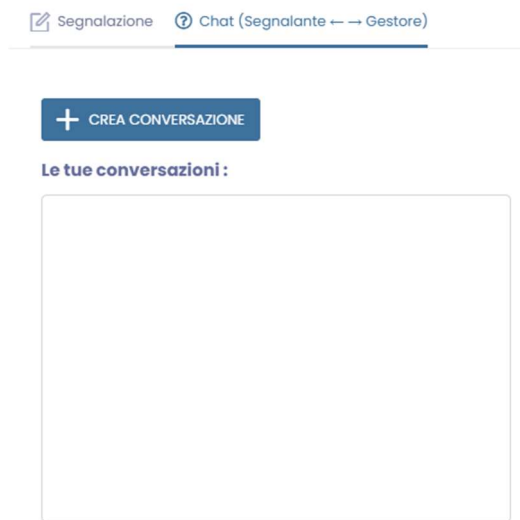 Segnalazione Chat (Segnalante ←→ Gestore)
CREA CONVERSAZIONE
Le tue conversazioni :